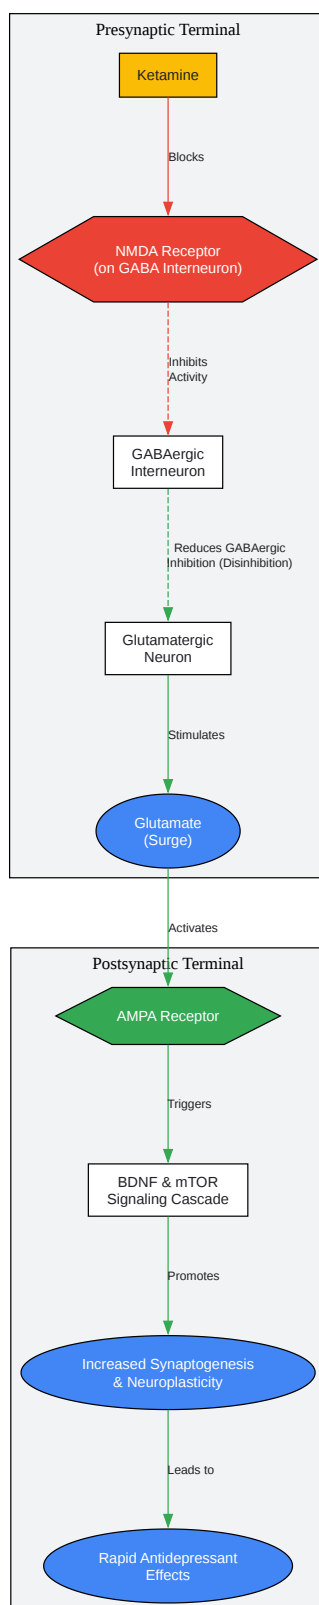 Presynaptic Terminal
Ketamine
Blocks
NMDA Receptor
(on GABA Interneuron)
Inhibits
Activity
GABAergic
Interneuron
Reduces GABAergic
Inhibition (Disinhibition)
Glutamatergic
Neuron
Stimulates
Glutamate
(Surge)
Activates
Postsynaptic Terminal
AMPA Receptor
Triggers
BDNF & mTOR
Signaling Cascade
Promotes
Increased Synaptogenesis
& Neuroplasticity
Leads to
Rapid Antidepressant
Effects